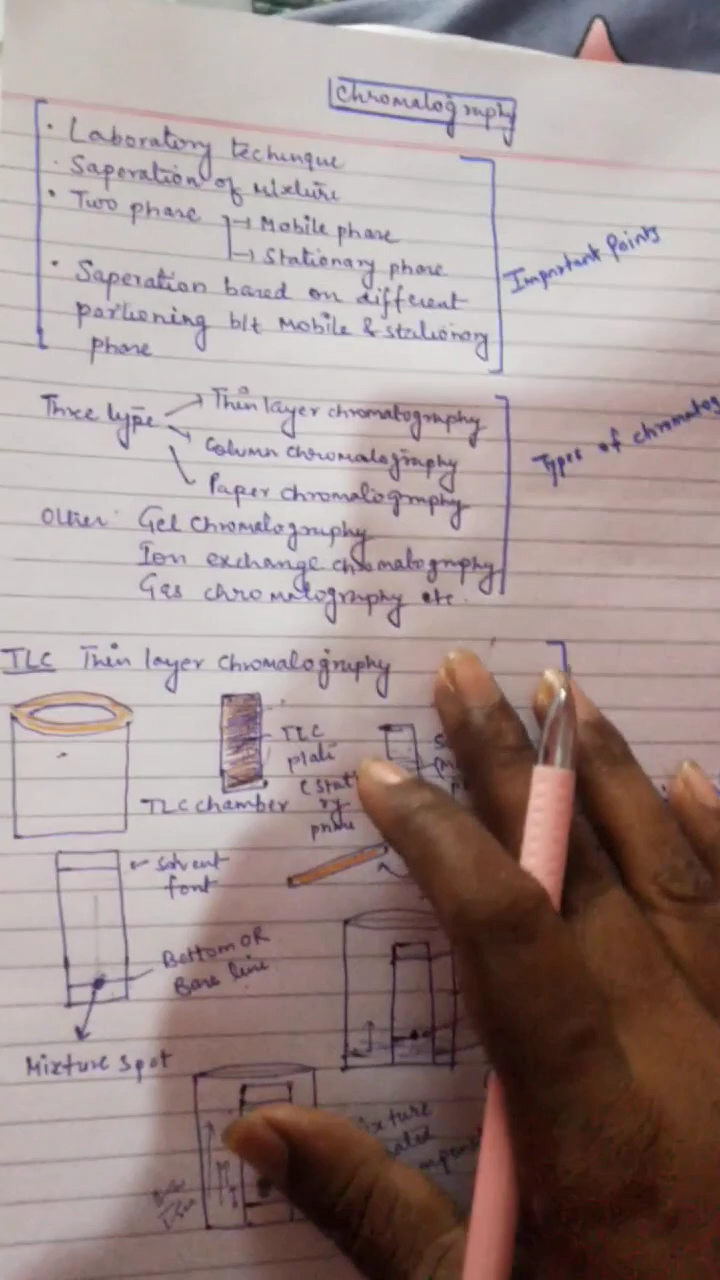 Chromatography
• Laboratory techinque
• Saperation of Mixture
• Two phase → Mobile phase
→ Stationary phase
• Saperation based on different
partioning b/t Mobile & stationary
phase
Important Points
Three type → Thin layer chromatography
Column chromatography
Paper chromatography
Types of
Other: Gel chromatography
Ion exchange chromatography
Gas chromatography etc.
TLC Thin layer chromatography
TLC
TLC chamber
Solvent
font
Bottom OR
Base line
Mixture spot